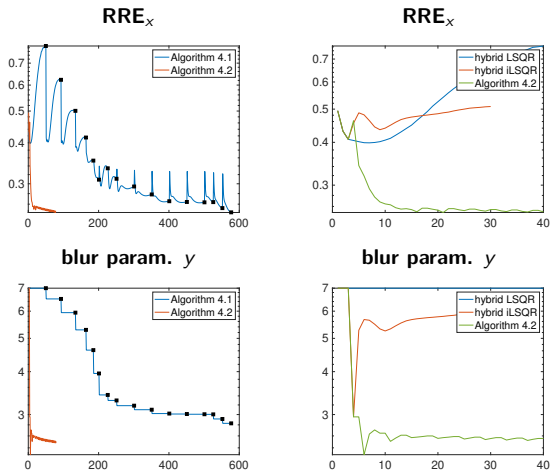 RREx
0.7
0.6
0.5
0.4
0.3
0
200
400
600
Algorithm 4.1
Algorithm 4.2
RREx
0.7
0.6
0.5
0.4
0.3
0
10
20
30
40
hybrid LSQR
hybrid iLSQR
Algorithm 4.2
blur param. y
7
6
5
4
3
0
200
400
600
Algorithm 4.1
Algorithm 4.2
blur param. y
7
6
5
4
3
0
10
20
30
40
hybrid LSQR
hybrid iLSQR
Algorithm 4.2